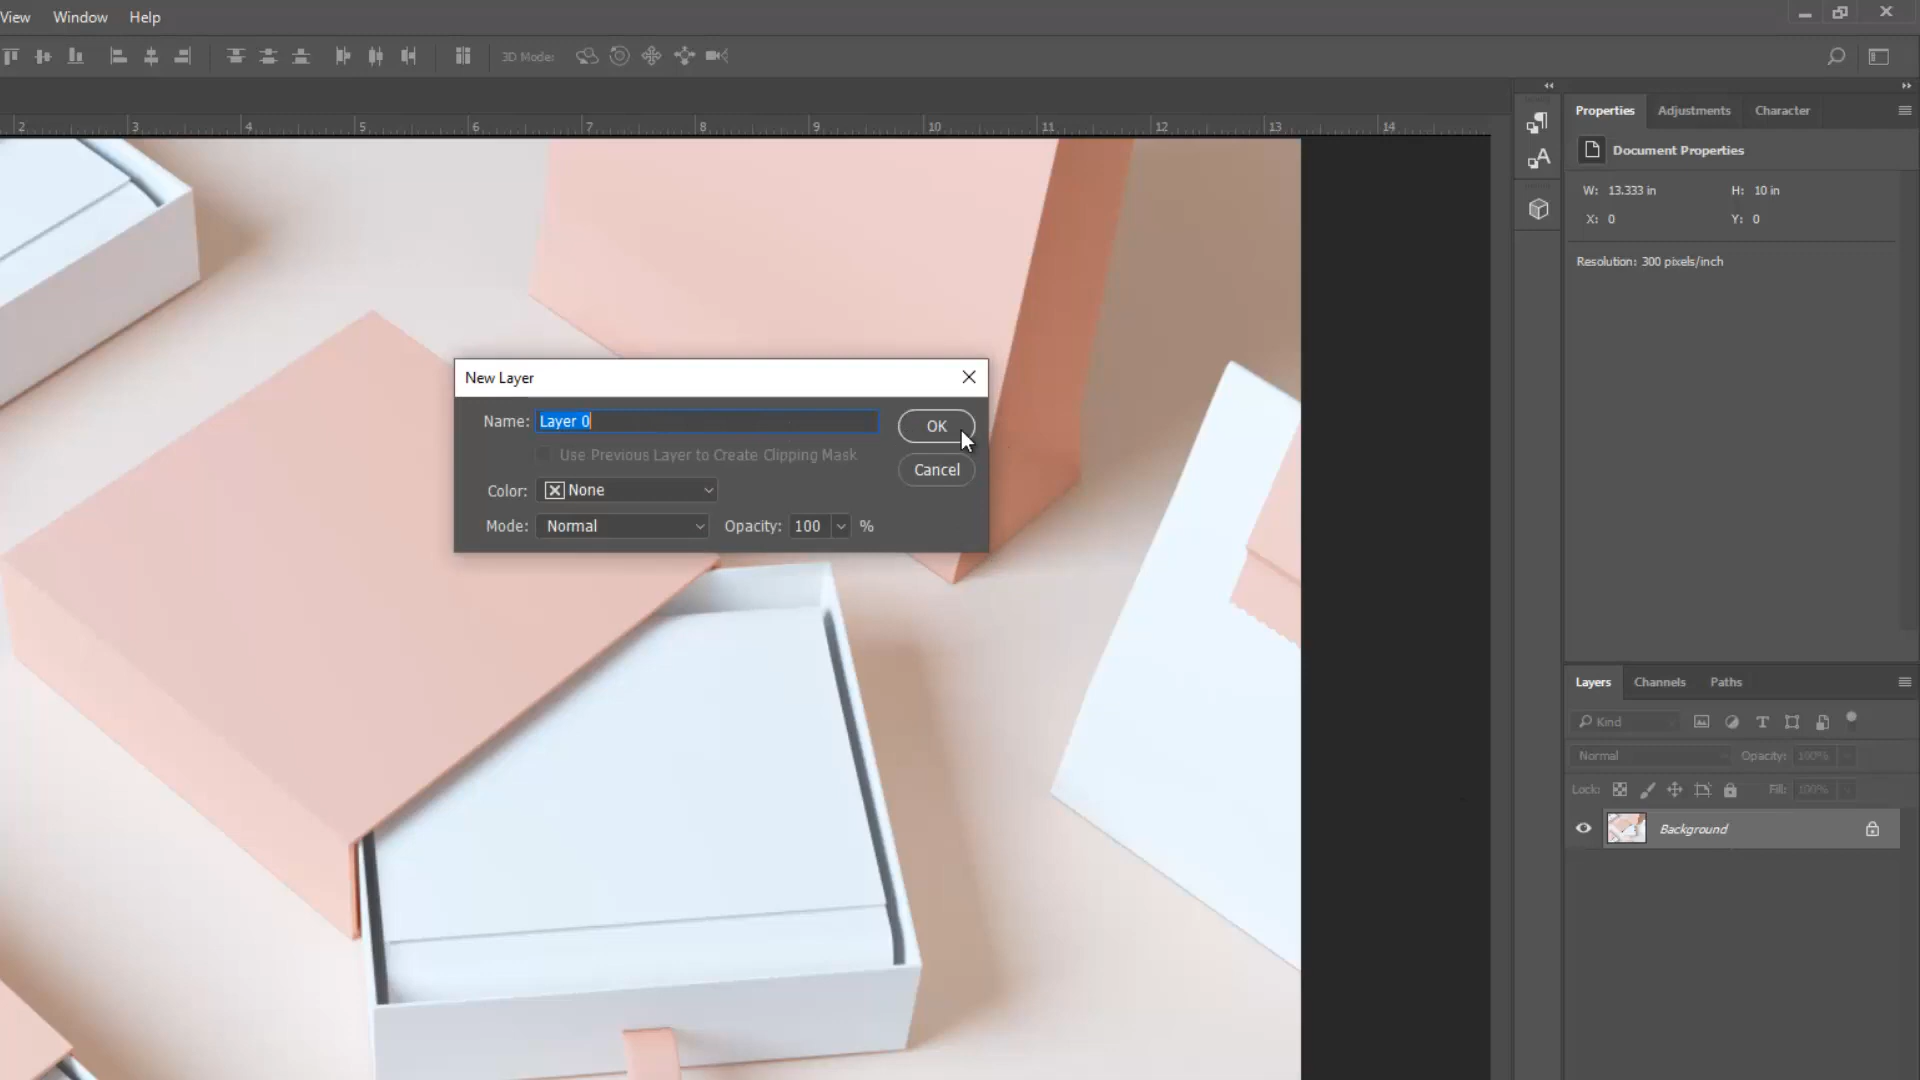 View Window Help
3D Mode:
2 3 4 5 6 7 8 9 10 11 12 13 14
Properties Adjustments Character
Document Properties
W: 13.333 in H: 10 in
X: 0 Y: 0
Resolution: 300 pixels/inch
New Layer
Name: Layer 0
OK
Use Previous Layer to Create Clipping Mask
Cancel
Color: None
Mode: Normal Opacity: 100 %
Layers Channels Paths
Kind
Normal Opacity: 100%
Lock: Fill: 100%
Background